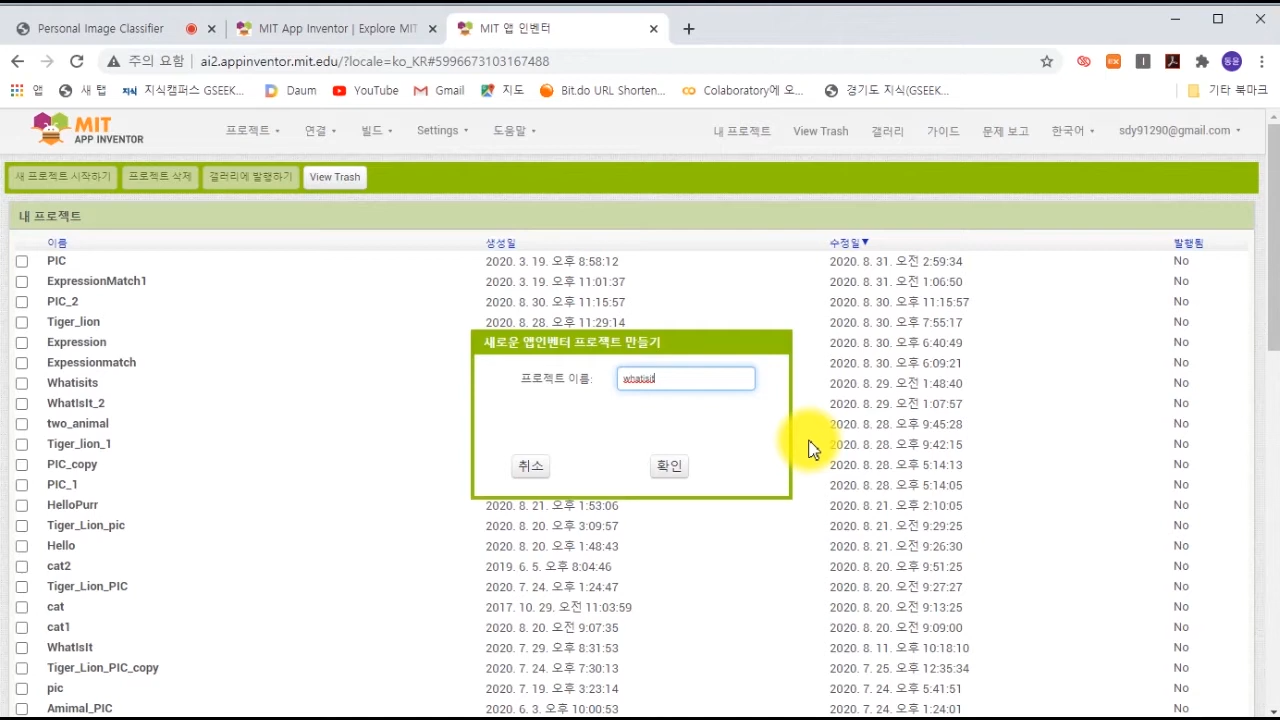 Personal Image Classifier
MIT App Inventor | Explore MIT
MIT 앱 인벤터
주의 요함
ai2.appinventor.mit.edu/?locale=ko_KR#5996673103167488
앱
새 탭
지식 지식캠퍼스 GSEEK...
Daum
YouTube
Gmail
지도
Bit.do URL Shorten...
Colaboratory에 오...
경기도 지식(GSEEK...
기타 북마크
MIT
APP INVENTOR
프로젝트
연결
빌드
Settings
도움말
내 프로젝트
View Trash
갤러리
가이드
문제 보고
한국어
sdy91290@gmail.com
새 프로젝트 시작하기
프로젝트 삭제
갤러리에 발행하기
View Trash
내 프로젝트
이름 생성일 수정일▼ 발행됨
PIC 2020. 3. 19. 오후 8:58:12 2020. 8. 31. 오전 2:59:34 No
ExpressionMatch1 2020. 3. 19. 오후 11:01:37 2020. 8. 31. 오전 1:06:50 No
PIC_2 2020. 8. 30. 오후 11:15:57 2020. 8. 30. 오후 11:15:57 No
Tiger_lion 2020. 8. 28. 오후 11:29:14 2020. 8. 30. 오후 7:55:17 No
Expression 2020. 8. 30. 오후 6:40:49 No
Expessionmatch 2020. 8. 30. 오후 6:09:21 No
Whatisits 2020. 8. 29. 오후 1:48:40 No
WhatIsIt_2 2020. 8. 29. 오후 1:07:57 No
two_animal 2020. 8. 28. 오후 9:45:28 No
Tiger_lion_1 2020. 8. 28. 오후 9:42:15 No
PIC_copy 2020. 8. 28. 오후 5:14:13 No
PIC_1 2020. 8. 28. 오후 5:14:05 No
새로운 앱인벤터 프로젝트 만들기
프로젝트 이름: whatisit
취소 확인
HelloPurr 2020. 8. 21. 오후 1:53:06 2020. 8. 21. 오후 2:10:05 No
Tiger_Lion_pic 2020. 8. 20. 오후 3:09:57 2020. 8. 21. 오전 9:29:25 No
Hello 2020. 8. 20. 오후 1:48:43 2020. 8. 21. 오전 9:26:30 No
cat2 2019. 6. 5. 오후 8:04:46 2020. 8. 20. 오후 9:51:25 No
Tiger_Lion_PIC 2020. 7. 24. 오후 1:24:47 2020. 8. 20. 오전 9:27:27 No
cat 2017. 10. 29. 오전 11:03:59 2020. 8. 20. 오전 9:13:25 No
cat1 2020. 8. 20. 오전 9:07:35 2020. 8. 20. 오전 9:09:00 No
WhatIsIt 2020. 7. 29. 오후 8:31:53 2020. 8. 11. 오후 10:18:10 No
Tiger_Lion_PIC_copy 2020. 7. 24. 오후 7:30:13 2020. 7. 25. 오후 12:35:34 No
pic 2020. 7. 19. 오후 3:23:14 2020. 7. 24. 오후 5:41:51 No
Amimal_PIC 2020. 6. 3. 오후 10:00:53 2020. 7. 24. 오후 1:24:01 No